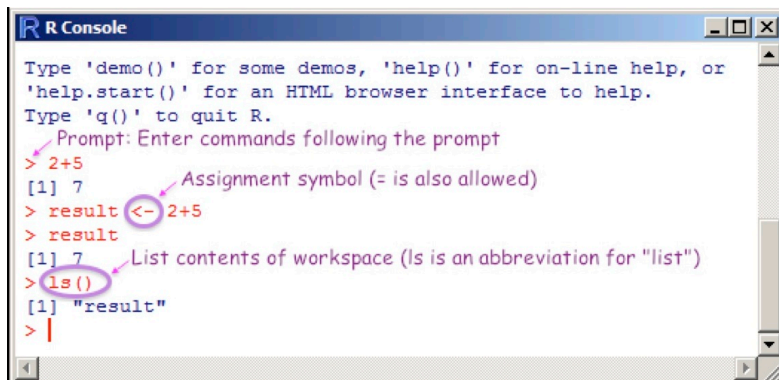 R R Console
Type 'demo()' for some demos, 'help()' for on-line help, or
'help.start()' for an HTML browser interface to help.
Type 'q()' to quit R.
Prompt: Enter commands following the prompt
> 2+5
[1] 7
Assignment symbol (= is also allowed)
> result <- 2+5
> result
[1] 7
List contents of workspace (ls is an abbreviation for "list")
> ls()
[1] "result"
>